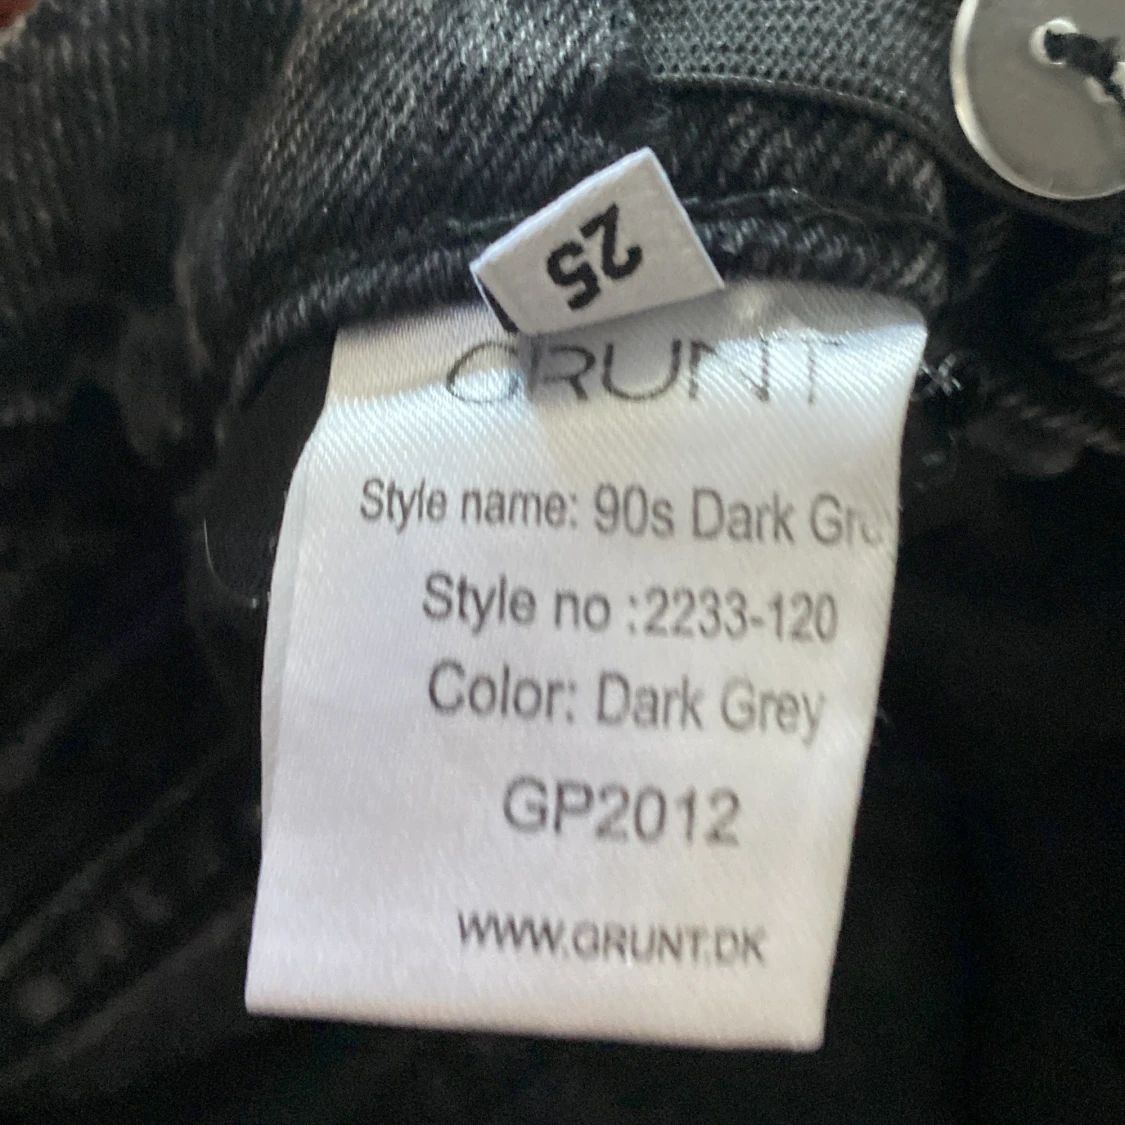 25
GRUNT
Style name: 90s Dark
Style no :2233-120
Color: Dark Grey
GP2012
WWW.GRUNT.DK